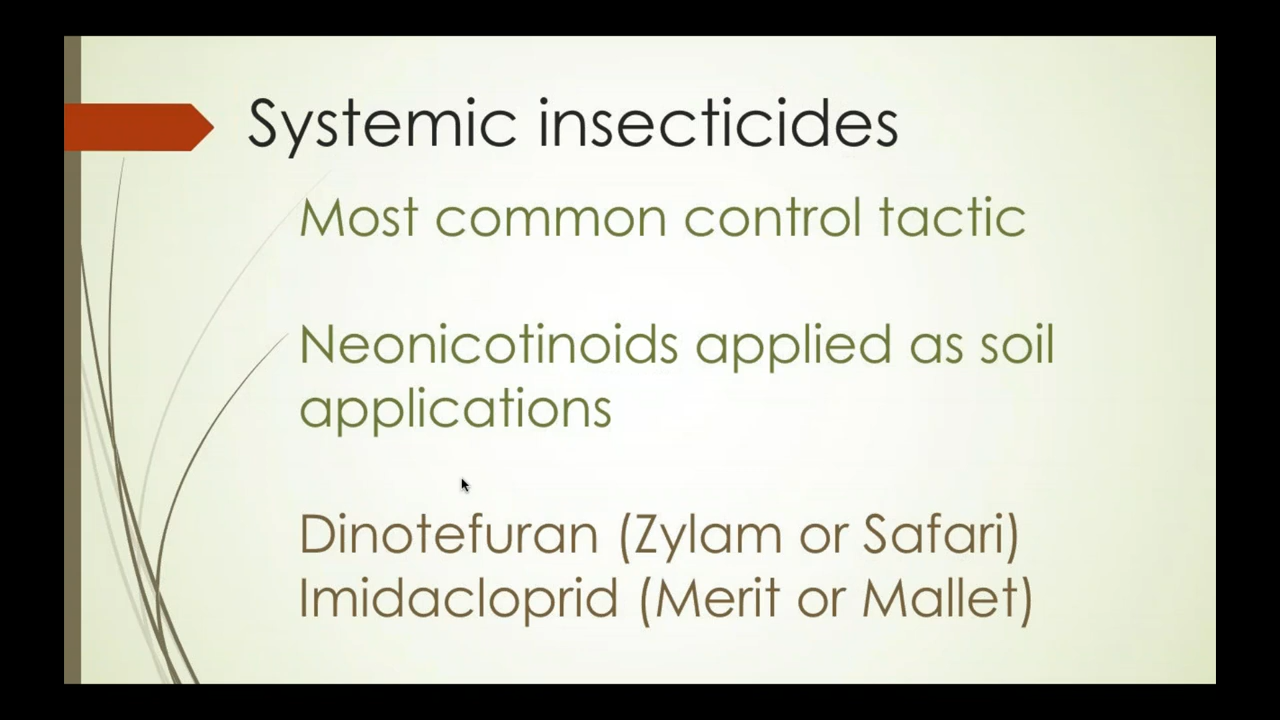 Systemic insecticides
Most common control tactic
Neonicotinoids applied as soil
applications
Dinotefuran (Zylam or Safari)
Imidacloprid (Merit or Mallet)